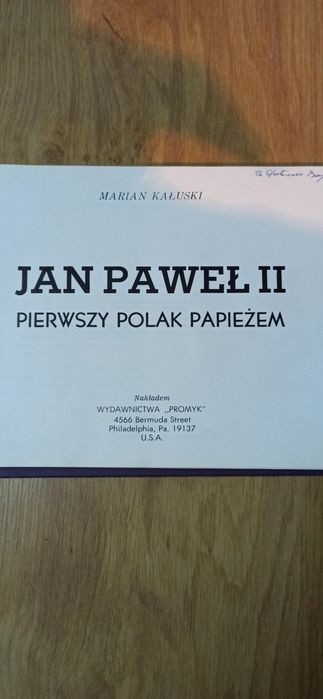 MARIAN KAŁUSKI
JAN PAWEŁ II
PIERWSZY POLAK PAPIEŻEM
Nakładem
WYDAWNICTWA „PROMYK"
4566 Bermuda Street
Philadelphia, Pa. 19137
U.S.A.